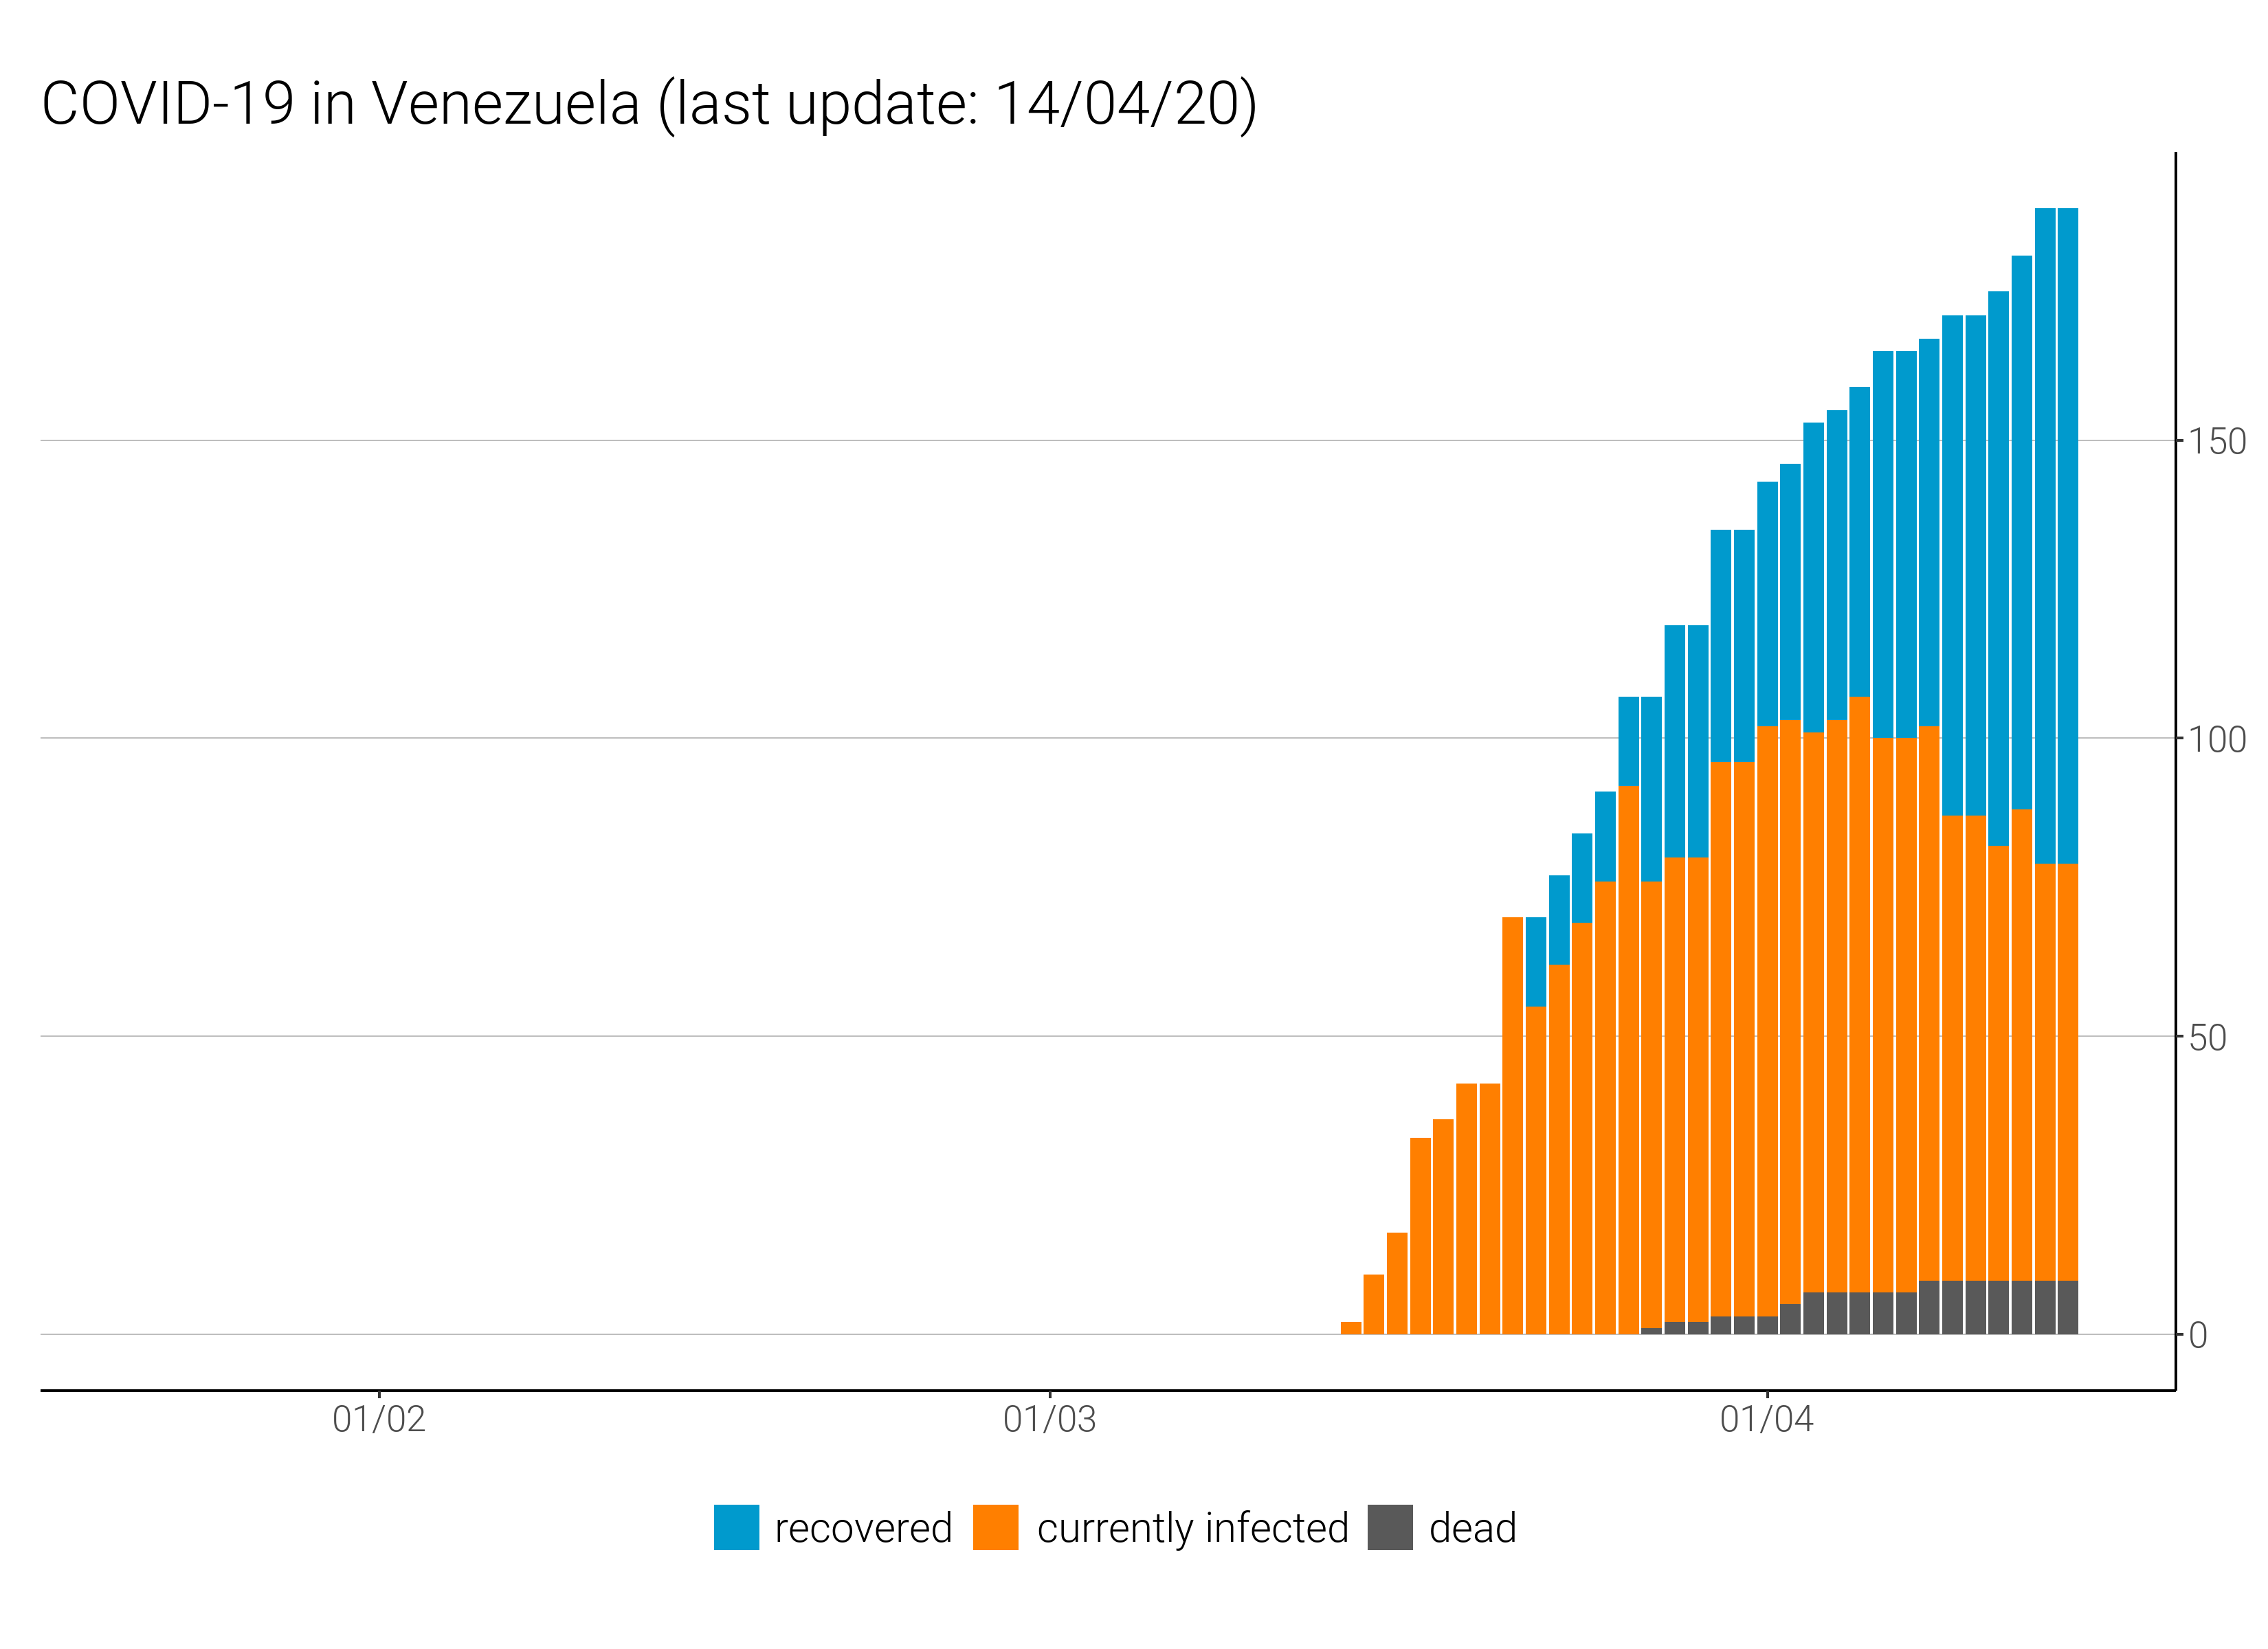 COVID-19 in Venezuela (last update: 14/04/20)
150
100
50
0
01/02 01/03 01/04
recovered currently infected dead